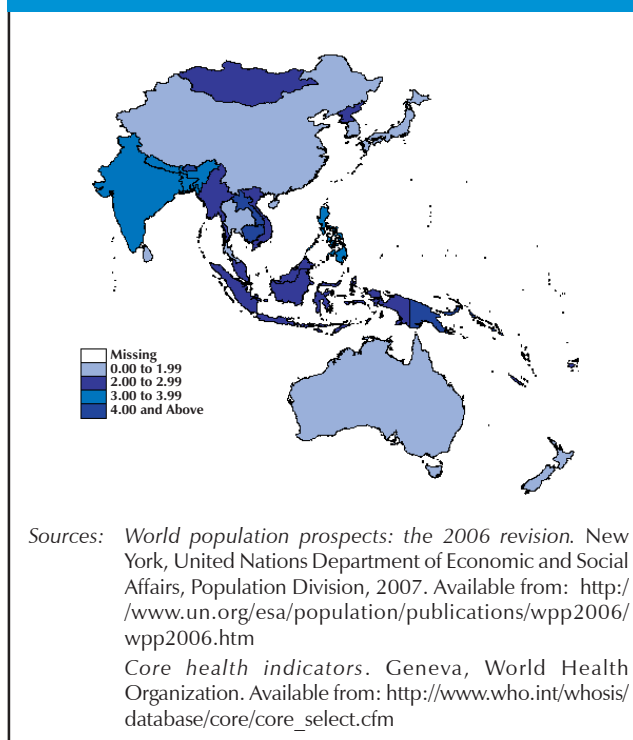 Missing
0.00 to 1.99
2.00 to 2.99
3.00 to 3.99
4.00 and Above
Sources: World population prospects: the 2006 revision. New
York, United Nations Department of Economic and Social
Affairs, Population Division, 2007. Available from: http:/
/www.un.org/esa/population/publications/wpp2006/
wpp2006.htm
Core health indicators. Geneva, World Health
Organization. Available from: http://www.who.int/whosis/
database/core/core_select.cfm